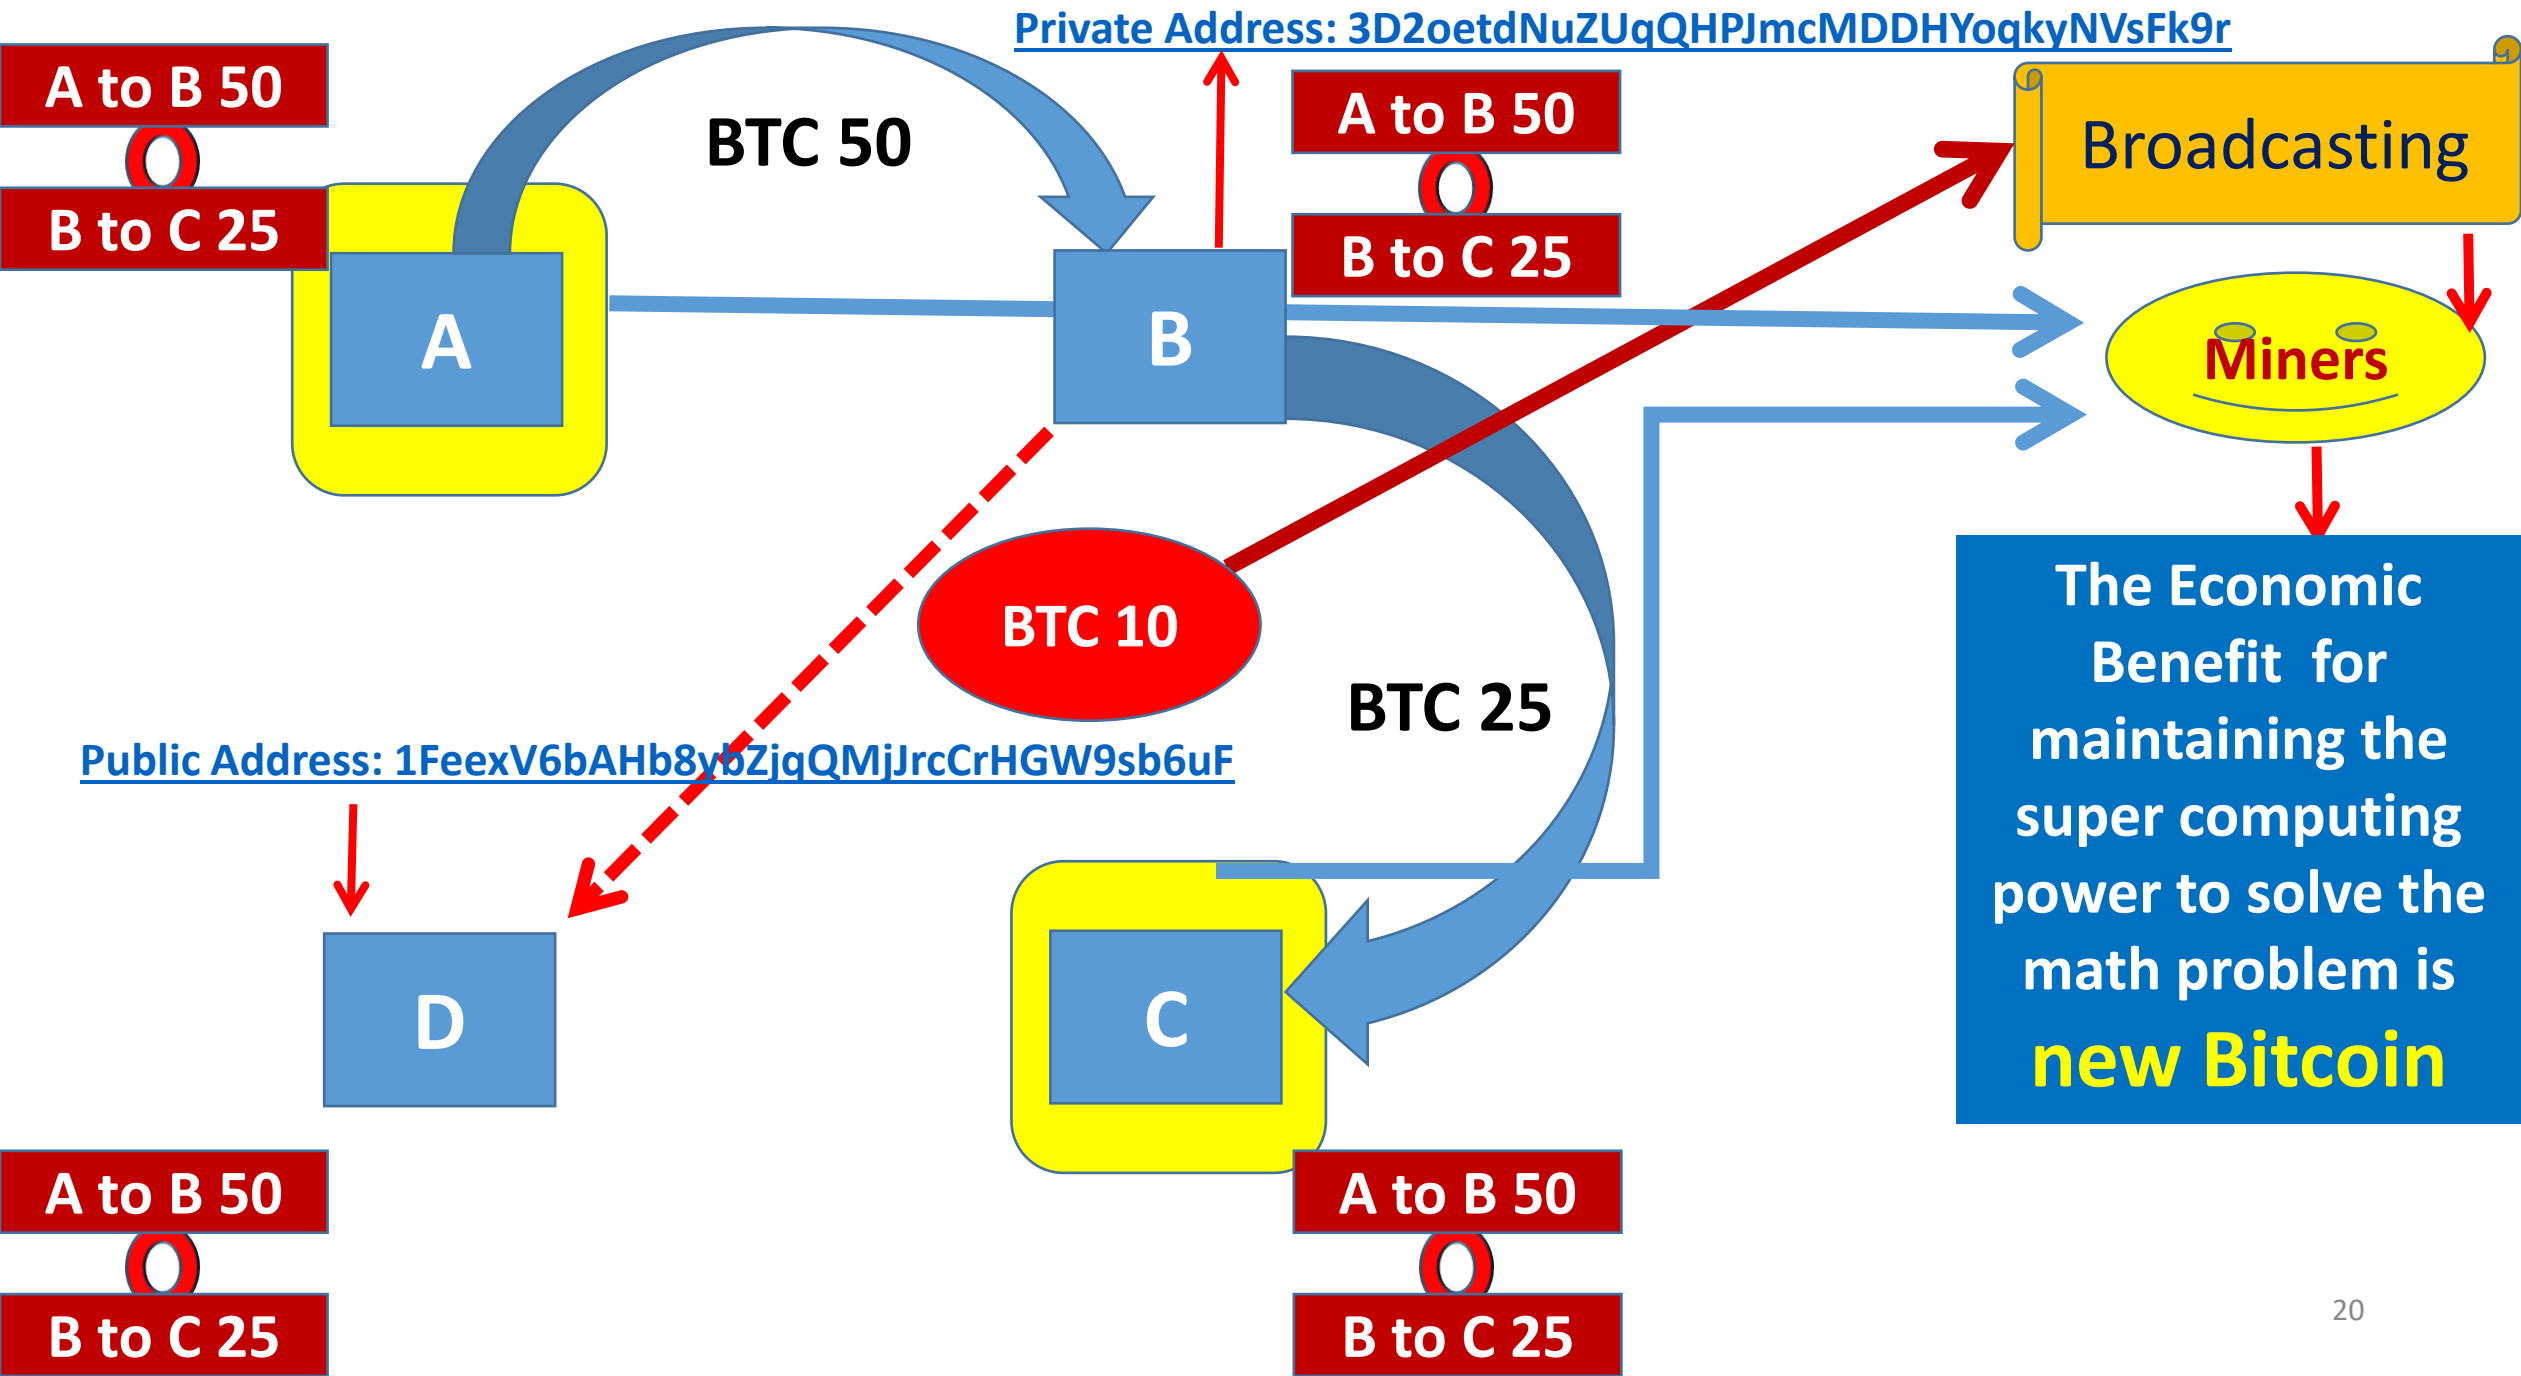 Private Address: 3D2oetdNuZUqQHPJmcMDDHYoqkyNVsFk9r
A to B 50
B to C 25
BTC 50
A to B 50
B to C 25
Broadcasting
A
B
Miners
BTC 10
BTC 25
Public Address: 1FeexV6bAHb8ybZjqQMjJrcCrHGW9sb6uF
The Economic
Benefit for
maintaining the
super computing
power to solve the
math problem is
new Bitcoin
D
C
A to B 50
B to C 25
A to B 50
B to C 25
20